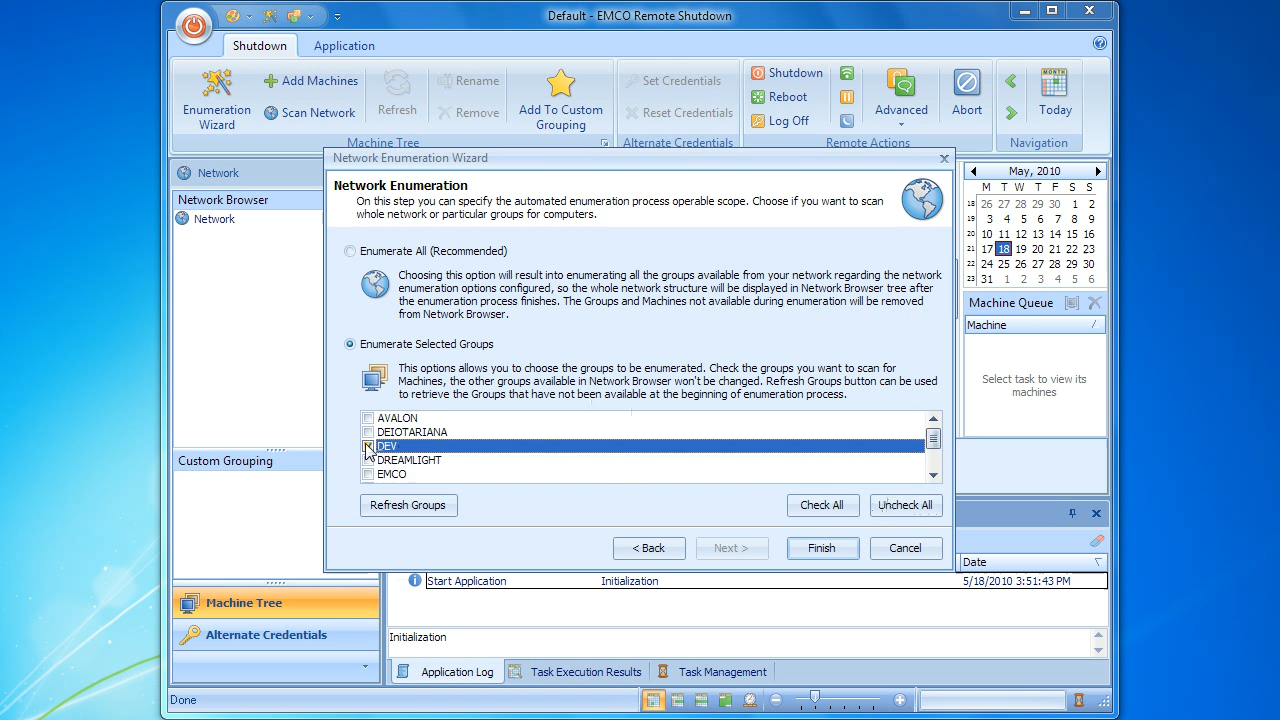 Default - EMCO Remote Shutdown
Shutdown
Application
Enumeration
Wizard
Add Machines
Scan Network
Refresh
Rename
Remove
Add To Custom
Grouping
Machine Tree
Set Credentials
Reset Credentials
Alternate Credentials
Shutdown
Reboot
Log Off
Advanced
Abort
Remote Actions
MONTH
Today
Navigation
Network
Network Browser
Network
Custom Grouping
Machine Tree
Alternate Credentials
Network Enumeration Wizard
Network Enumeration
On this step you can specify the automated enumeration process operable scope. Choose if you want to scan
whole network or particular groups for computers.
Enumerate All (Recommended)
Choosing this option will result into enumerating all the groups available from your network regarding the network
enumeration options configured, so the whole network structure will be displayed in Network Browser tree after
the enumeration process finishes. The Groups and Machines not available during enumeration will be removed
from Network Browser.
Enumerate Selected Groups
This options allows you to choose the groups to be enumerated. Check the groups you want to scan for
Machines, the other groups available in Network Browser won't be changed. Refresh Groups button can be used
to retrieve the Groups that have not been available at the beginning of enumeration process.
AVALON
DEIOTARIANA
DEV
DREAMLIGHT
EMCO
Refresh Groups
Check All
Uncheck All
< Back
Next >
Finish
Cancel
May, 2010
M T W T F S S
18 26 27 28 29 30 1 2
19 3 4 5 6 7 8 9
20 10 11 12 13 14 15 16
21 17 18 19 20 21 22 23
22 24 25 26 27 28 29 30
23 31 1 2 3 4 5 6
Machine Queue
Machine
Select task to view its
machines
Date
Start Application
Initialization
5/18/2010 3:51:43 PM
Initialization
Application Log
Task Execution Results
Task Management
Done